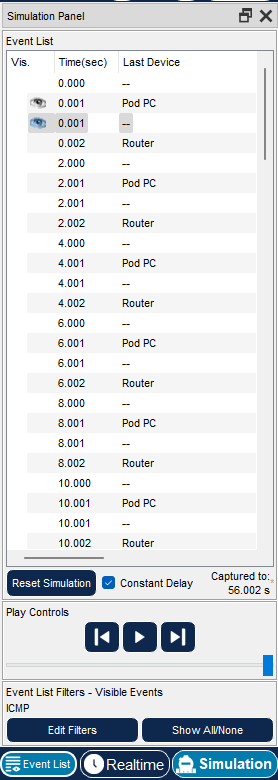 Simulation Panel
Event List
Vis. Time(sec) Last Device
0.000 --
0.001 Pod PC
0.001 --
0.002 Router
2.000 --
2.001 Pod PC
2.001 --
2.002 Router
4.000 --
4.001 Pod PC
4.001 --
4.002 Router
6.000 --
6.001 Pod PC
6.001 --
6.002 Router
8.000 --
8.001 Pod PC
8.001 --
8.002 Router
10.000 --
10.001 Pod PC
10.001 --
10.002 Router
Reset Simulation Constant Delay Captured to:
56.002 s
Play Controls
Event List Filters - Visible Events
ICMP
Edit Filters Show All/None
Event List Realtime Simulation